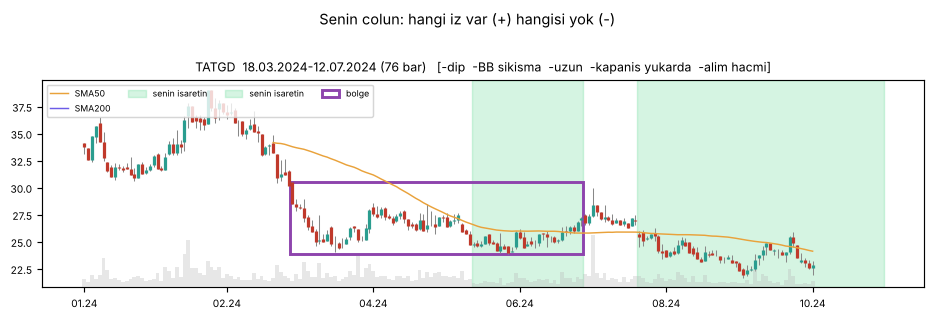 Senin colun: hangi iz var (+) hangisi yok (-)
TATGD 18.03.2024-12.07.2024 (76 bar) [-dip -BB sikisma -uzun -kapanis yukarda -alim hacmi]
SMA50 senin isaretin senin isaretin bolge
SMA200
37.5
35.0
32.5
30.0
27.5
25.0
22.5
01.24 02.24 04.24 06.24 08.24 10.24